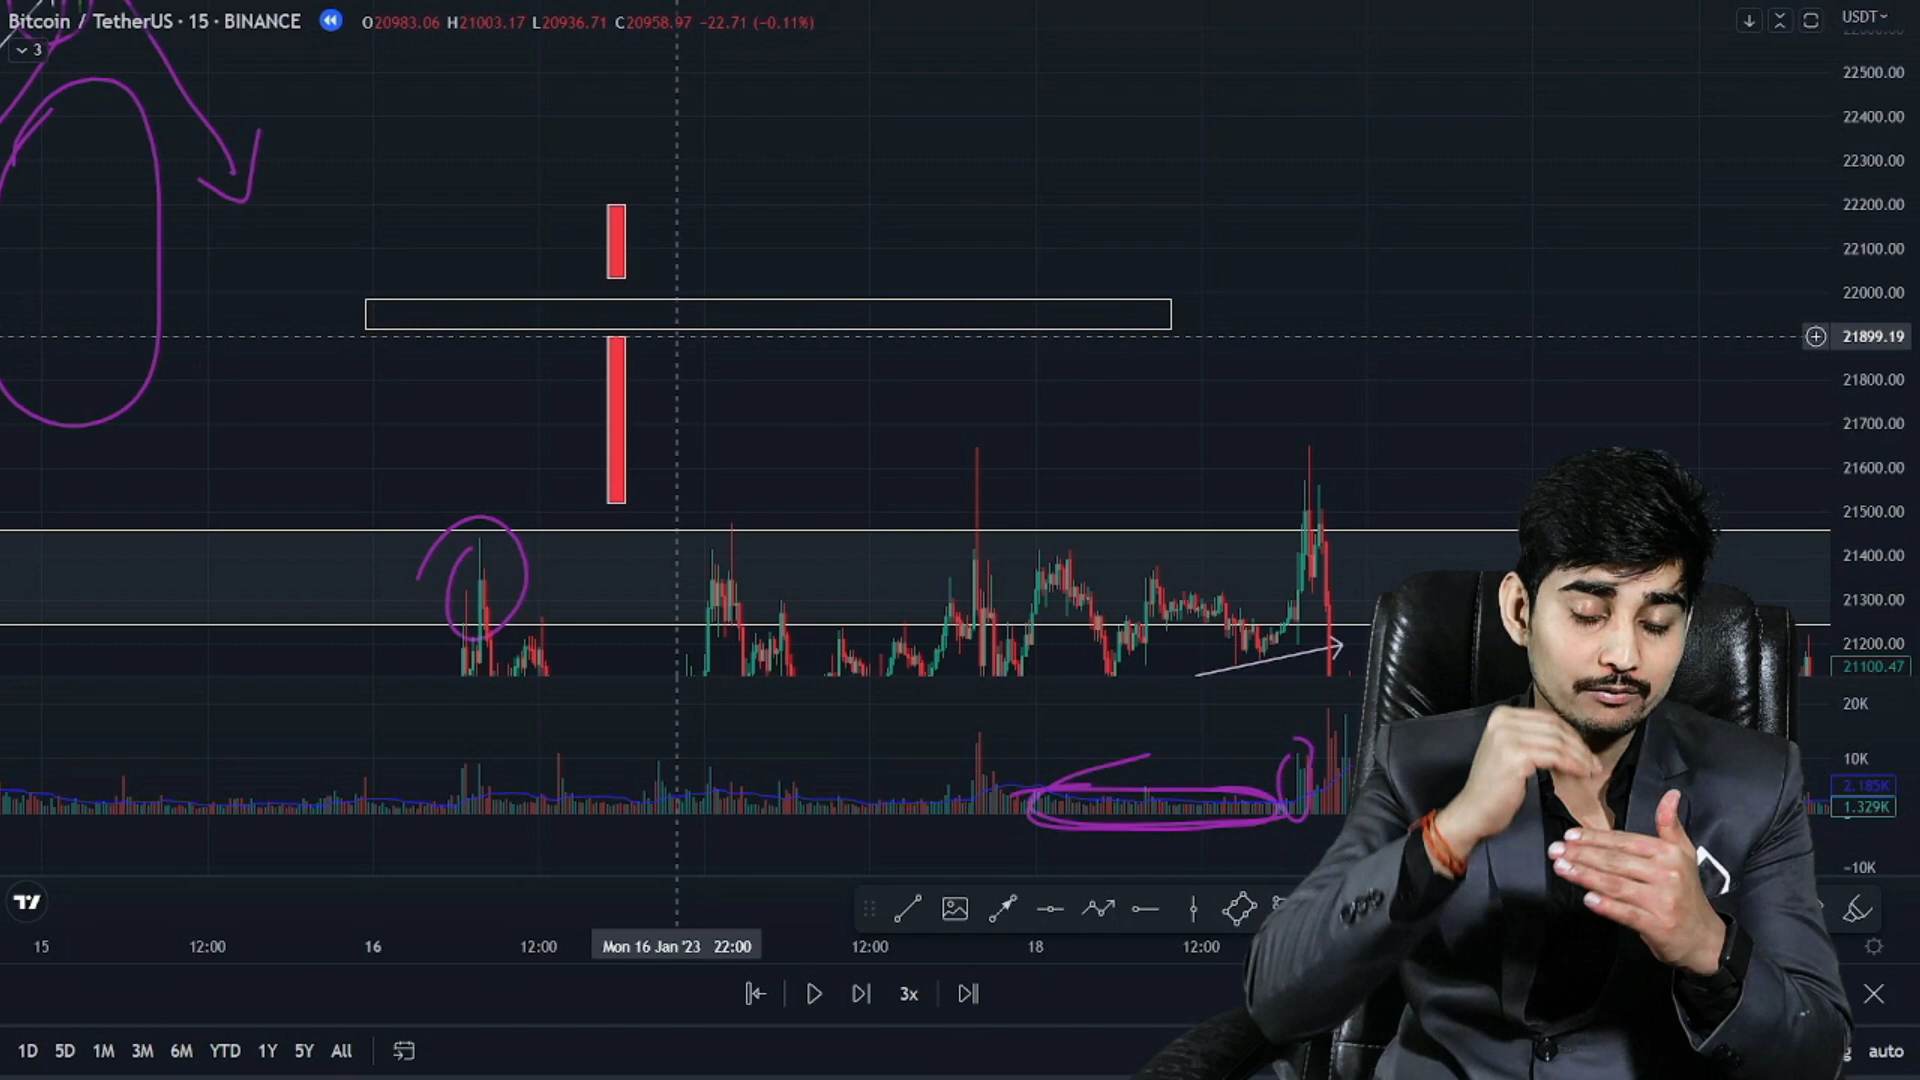 Bitcoin / TetherUS · 15 · BINANCE O20983.06 H21003.17 L20936.71 C20958.97 −22.71 (−0.11%)
USDT
3
22500.00
22400.00
22300.00
22200.00
22100.00
22000.00
21899.19
21800.00
21700.00
21600.00
21500.00
21400.00
21300.00
21200.00
21100.47
20K
10K
2.185K
1.329K
−10K
15 12:00 16 12:00 Mon 16 Jan '23 22:00 12:00 18 12:00
3x
1D 5D 1M 3M 6M YTD 1Y 5Y All
auto